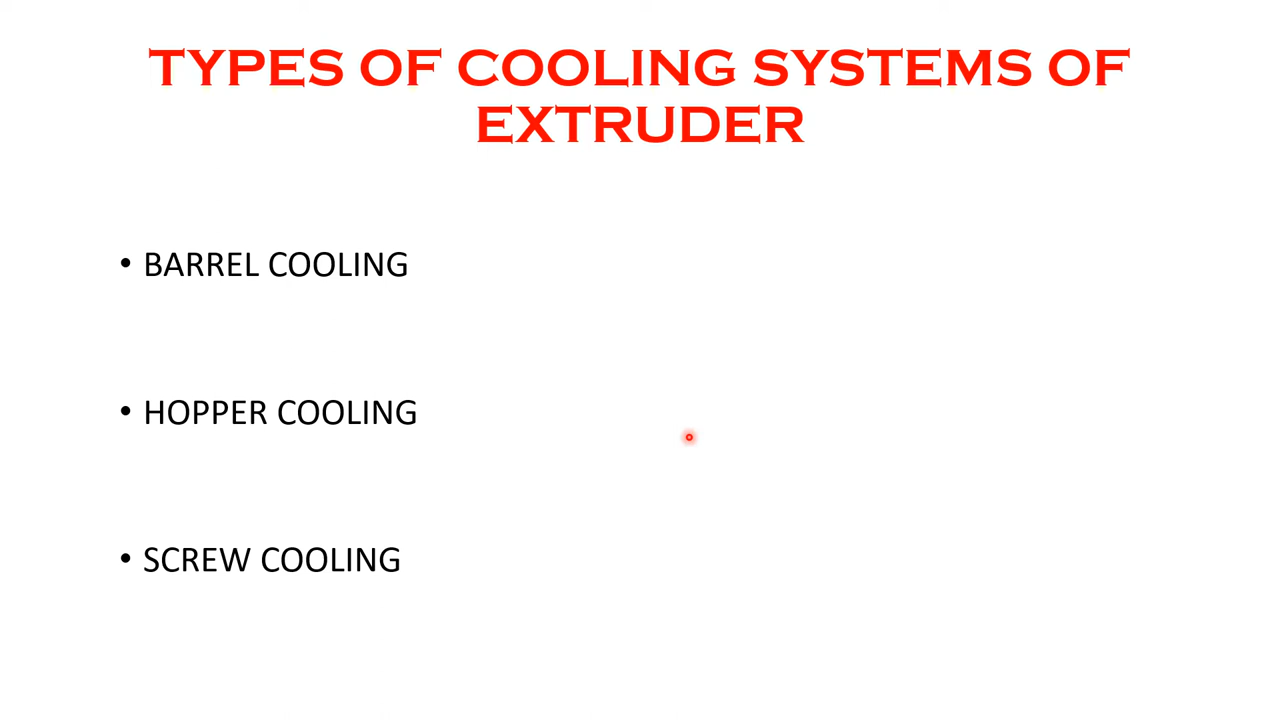 TYPES OF COOLING SYSTEMS OF
EXTRUDER
• BARREL COOLING
• HOPPER COOLING
• SCREW COOLING